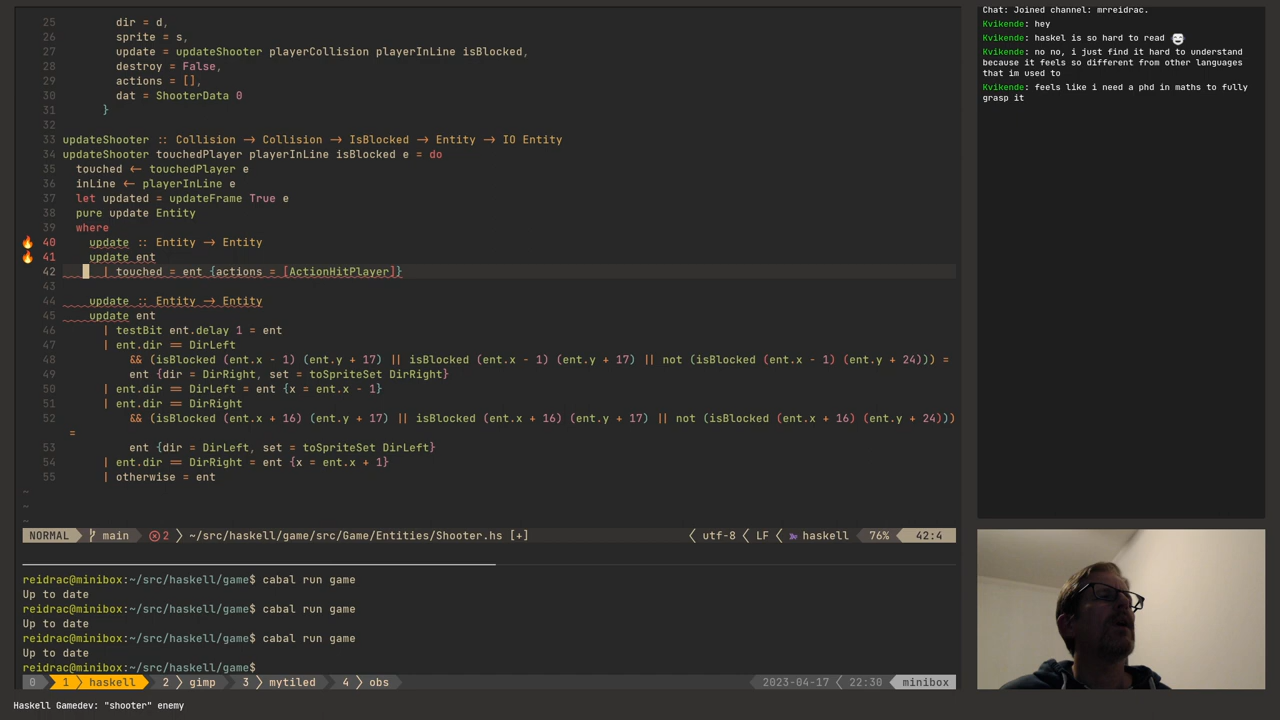 25 dir = d,
26 sprite = s,
27 update = updateShooter playerCollision playerInLine isBlocked,
28 destroy = False,
29 actions = [],
30 dat = ShooterData 0
31 }
32
33 updateShooter :: Collision → Collision → IsBlocked → Entity → IO Entity
34 updateShooter touchedPlayer playerInLine isBlocked e = do
35 touched ← touchedPlayer e
36 inLine ← playerInLine e
37 let updated = updateFrame True e
38 pure update Entity
39 where
40 update :: Entity → Entity
41 update ent
42 | touched = ent {actions = [ActionHitPlayer]}
43
44 update :: Entity → Entity
45 update ent
46 | testBit ent.delay 1 = ent
47 | ent.dir == DirLeft
48 && (isBlocked (ent.x - 1) (ent.y + 17) || isBlocked (ent.x - 1) (ent.y + 17) || not (isBlocked (ent.x - 1) (ent.y + 24))) =
49 ent {dir = DirRight, set = toSpriteSet DirRight}
50 | ent.dir == DirLeft = ent {x = ent.x - 1}
51 | ent.dir == DirRight
52 && (isBlocked (ent.x + 16) (ent.y + 17) || isBlocked (ent.x + 16) (ent.y + 17) || not (isBlocked (ent.x + 16) (ent.y + 24)))
=
53 ent {dir = DirLeft, set = toSpriteSet DirLeft}
54 | ent.dir == DirRight = ent {x = ent.x + 1}
55 | otherwise = ent
~
~
~
NORMAL main 2 ~/src/haskell/game/src/Game/Entities/Shooter.hs [+] utf-8 LF haskell 76% 42:4
reidrac@minibox:~/src/haskell/game$ cabal run game
Up to date
reidrac@minibox:~/src/haskell/game$ cabal run game
Up to date
reidrac@minibox:~/src/haskell/game$ cabal run game
Up to date
reidrac@minibox:~/src/haskell/game$
0 1 haskell 2 gimp 3 mytiled 4 obs 2023-04-17 22:30 minibox
Haskell Gamedev: "shooter" enemy
Chat: Joined channel: mrreidrac.
Kvikende: hey
Kvikende: haskel is so hard to read
Kvikende: no no, i just find it hard to understand
because it feels so different from other languages
that im used to
Kvikende: feels like i need a phd in maths to fully
grasp it